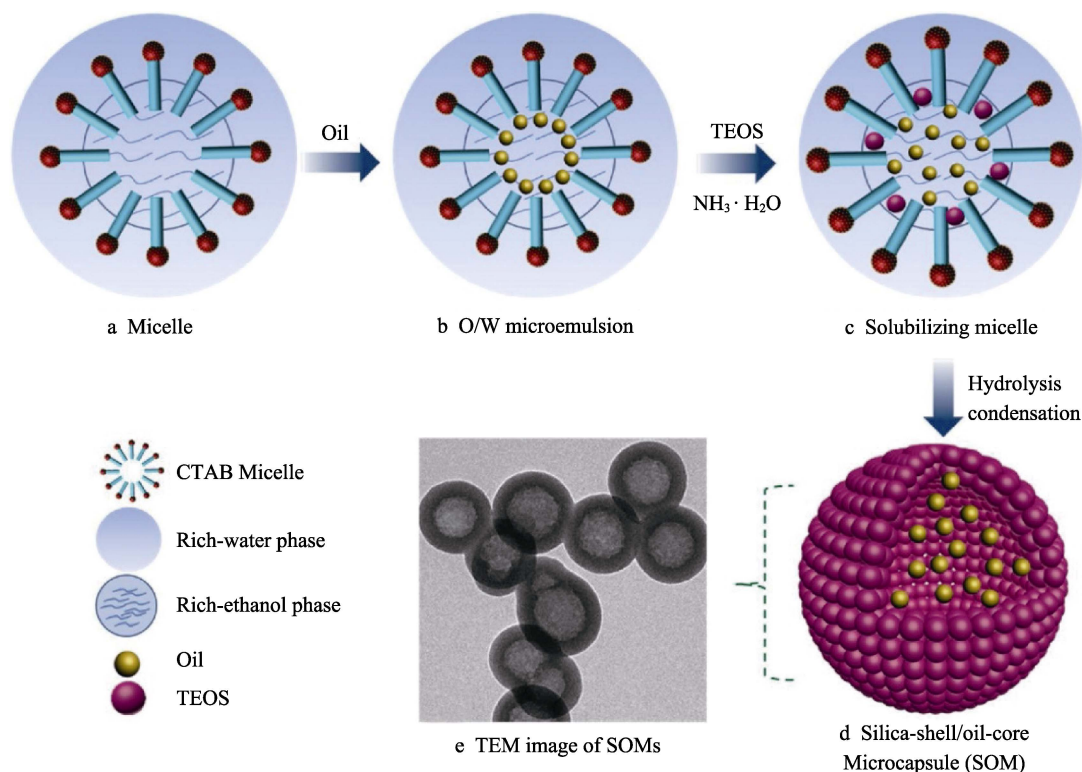 Oil
TEOS
NH₃ · H₂O
a Micelle
b O/W microemulsion
c Solubilizing micelle
Hydrolysis
condensation
CTAB Micelle
Rich-water phase
Rich-ethanol phase
Oil
TEOS
e TEM image of SOMs
d Silica-shell/oil-core
Microcapsule (SOM)